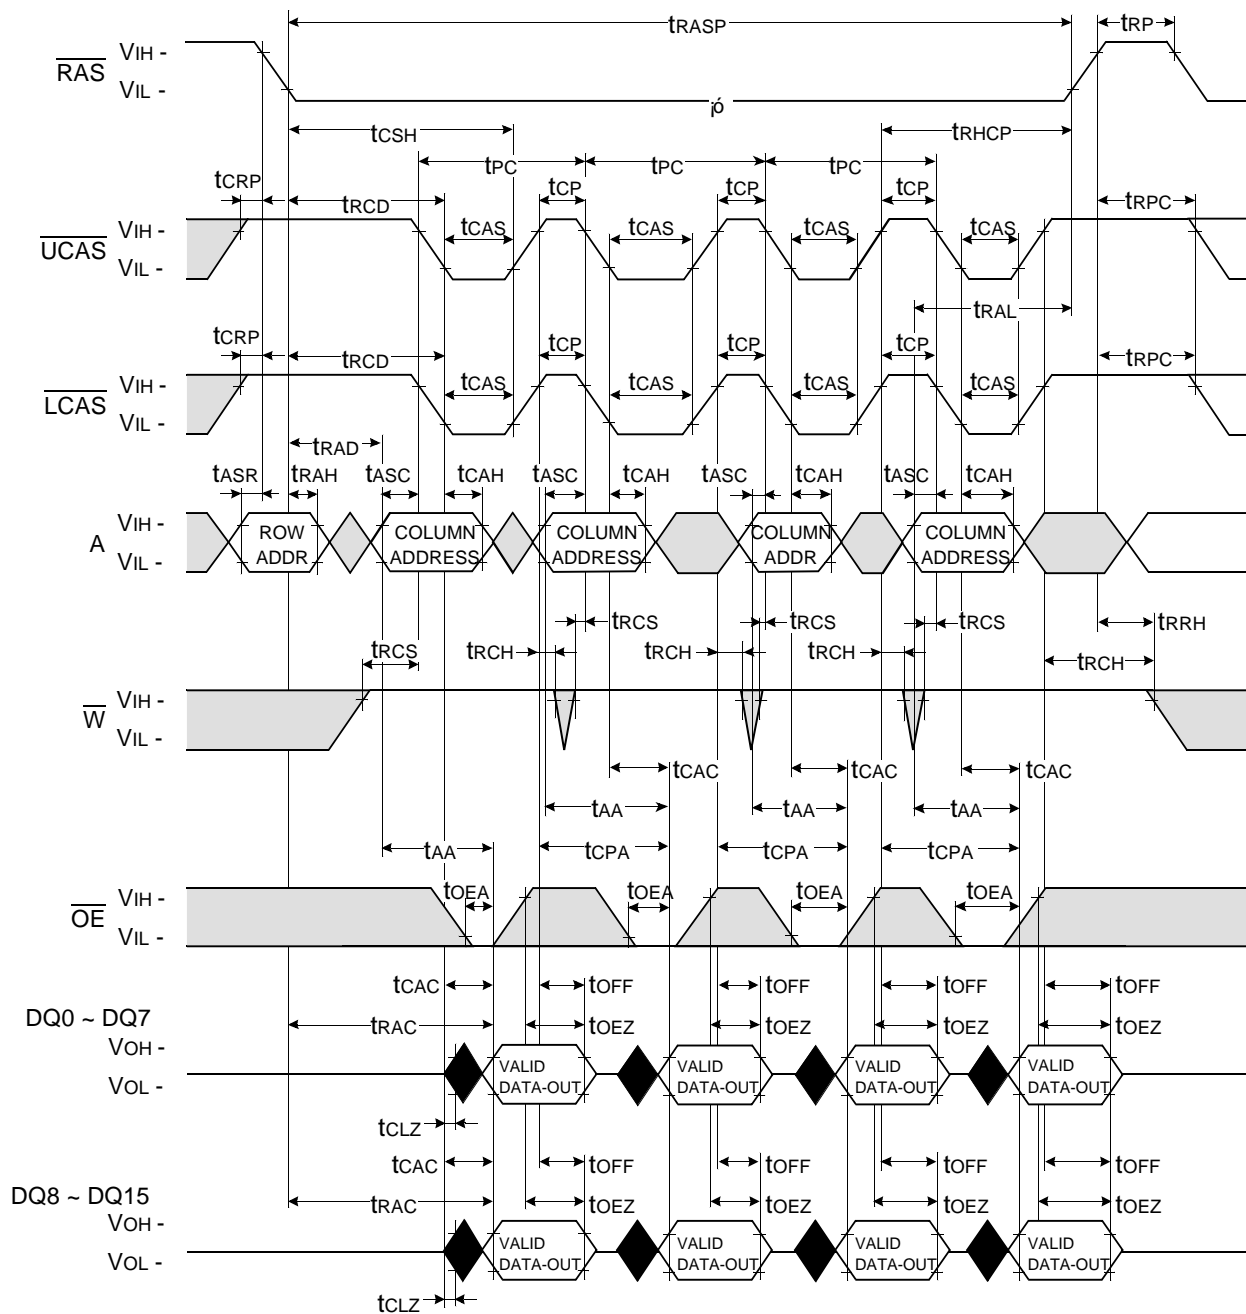 tRASP tRP
RAS VIH -
VIL -
¡ó
tCSH tRHCP
tPC tPC tPC
tCRP tCP tCP tCP
tRCD tRPC
UCAS VIH - tCAS tCAS tCAS tCAS
VIL -
tRAL
tCRP tCP tCP tCP
tRCD tRPC
LCAS VIH - tCAS tCAS tCAS tCAS
VIL -
tRAD
tASR tRAH tASC tCAH tASC tCAH tASC tCAH tASC tCAH
A VIH - ROW COLUMN COLUMN COLUMN COLUMN
VIL - ADDR ADDRESS ADDRESS ADDR ADDRESS
tRCS tRCS tRCS tRRH
tRCS tRCH tRCH tRCH tRCH
W VIH -
VIL -
tCAC tCAC tCAC
tAA tAA tAA
tAA tCPA tCPA tCPA
OE VIH - tOEA tOEA tOEA tOEA
VIL -
tCAC tOFF tOFF tOFF tOFF
DQ0 ~ DQ7 tRAC tOEZ tOEZ tOEZ tOEZ
VOH - VALID VALID VALID VALID
VOL - DATA-OUT DATA-OUT DATA-OUT DATA-OUT
tCLZ
tCAC tOFF tOFF tOFF tOFF
DQ8 ~ DQ15 tRAC tOEZ tOEZ tOEZ tOEZ
VOH - VALID VALID VALID VALID
VOL - DATA-OUT DATA-OUT DATA-OUT DATA-OUT
tCLZ